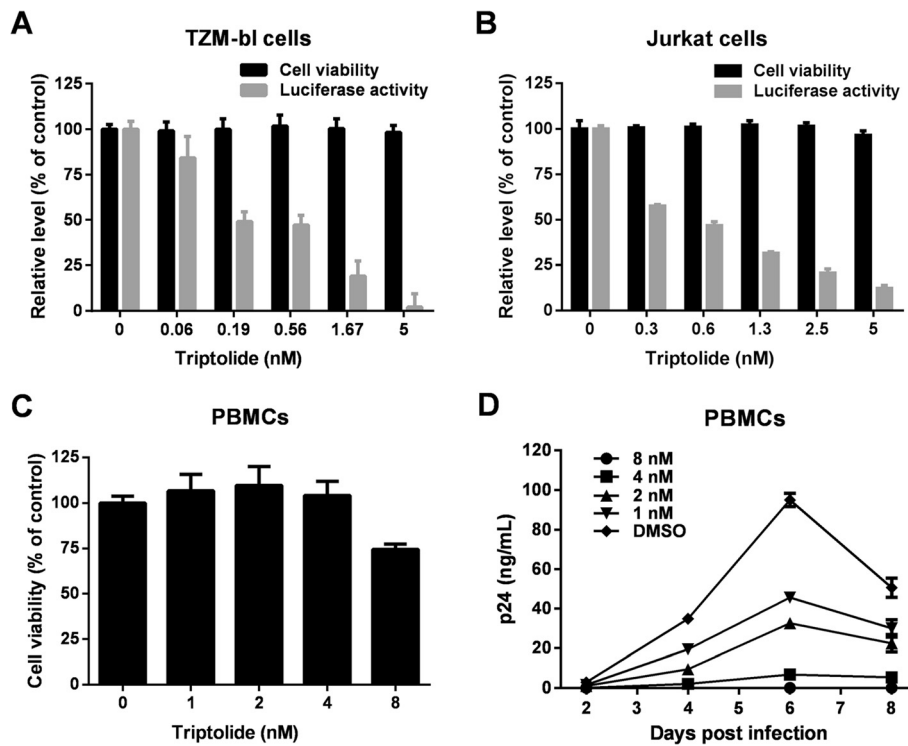 A
TZM-bl cells
Cell viability
Luciferase activity
Relative level (% of control)
125
100
75
50
25
0
0 0.06 0.19 0.56 1.67 5
Triptolide (nM)
B
Jurkat cells
Cell viability
Luciferase activity
Relative level (% of control)
125
100
75
50
25
0
0 0.3 0.6 1.3 2.5 5
Triptolide (nM)
C
PBMCs
Cell viability (% of control)
125
100
75
50
25
0
0 1 2 4 8
Triptolide (nM)
D
PBMCs
8 nM
4 nM
2 nM
1 nM
DMSO
p24 (ng/mL)
120
100
80
60
40
20
0
2 3 4 5 6 7 8
Days post infection